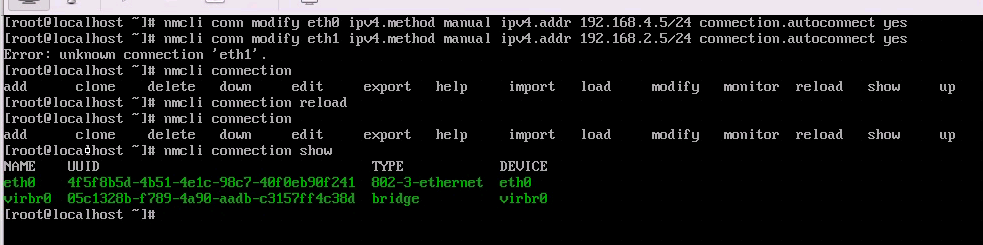 [root@localhost ~]# nmcli conn modify eth0 ipv4.method manual ipv4.addr 192.168.4.5/24 connection.autoconnect yes
[root@localhost ~]# nmcli conn modify eth1 ipv4.method manual ipv4.addr 192.168.2.5/24 connection.autoconnect yes
Error: unknown connection 'eth1'.
[root@localhost ~]# nmcli connection
add clone delete down edit export help import load modify monitor reload show up
[root@localhost ~]# nmcli connection reload
[root@localhost ~]# nmcli connection
add clone delete down edit export help import load modify monitor reload show up
[root@localhost ~]# nmcli connection show
NAME UUID TYPE DEVICE
eth0 4f5f8b5d-4b51-4e1c-98c7-40f0eb90f241 802-3-ethernet eth0
virbr0 05c1328b-f789-4a90-aadb-c3157ff4c38d bridge virbr0
[root@localhost ~]#